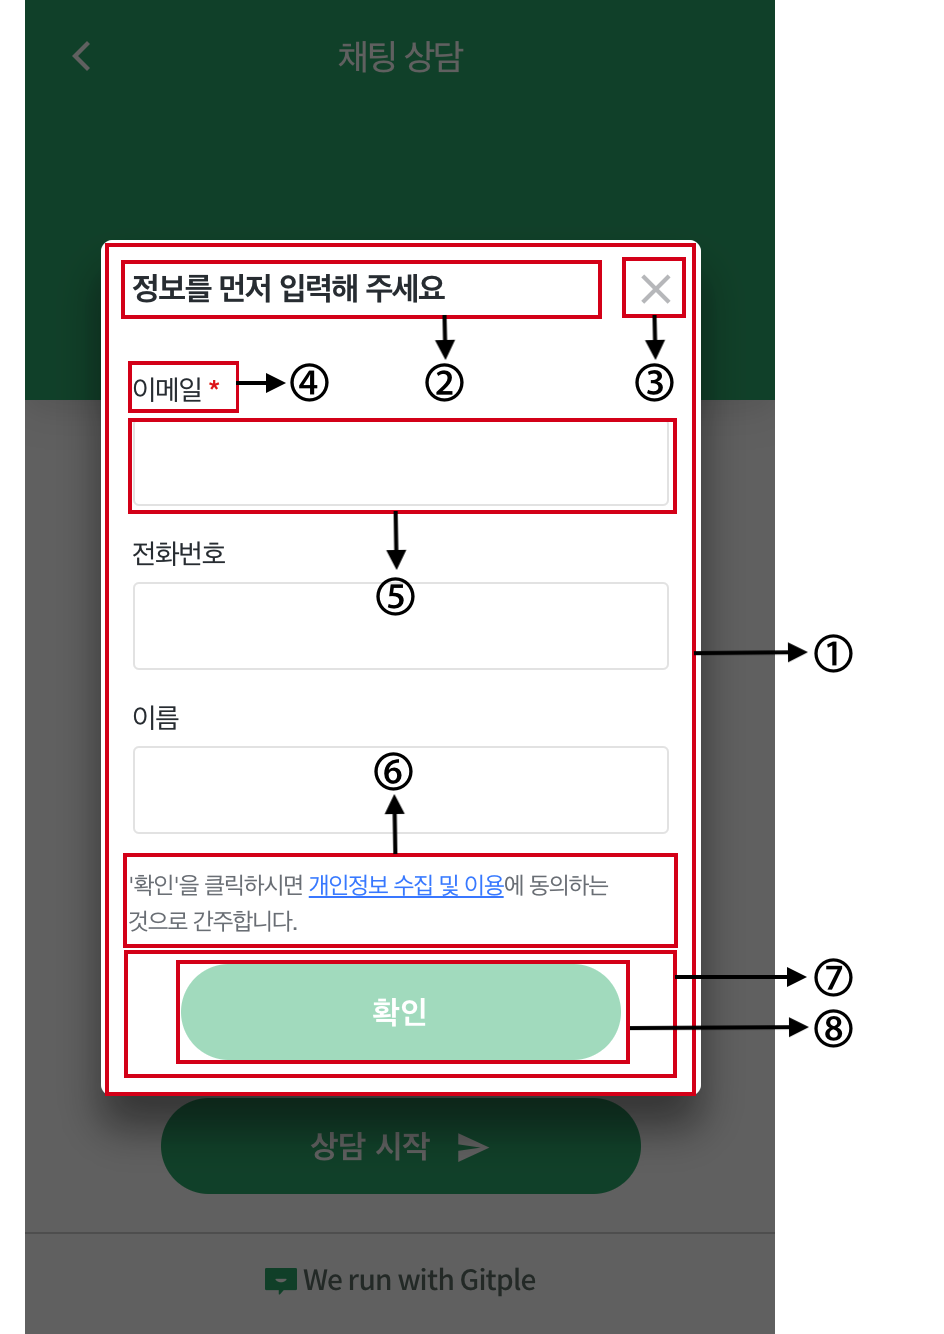 채팅 상담
정보를 먼저 입력해 주세요
이메일 * ④ ② ③
전화번호
⑤
①
이름
⑥
'확인'을 클릭하시면 개인정보 수집 및 이용에 동의하는
것으로 간주합니다.
⑦
확인 ⑧
상담 시작
We run with Gitple